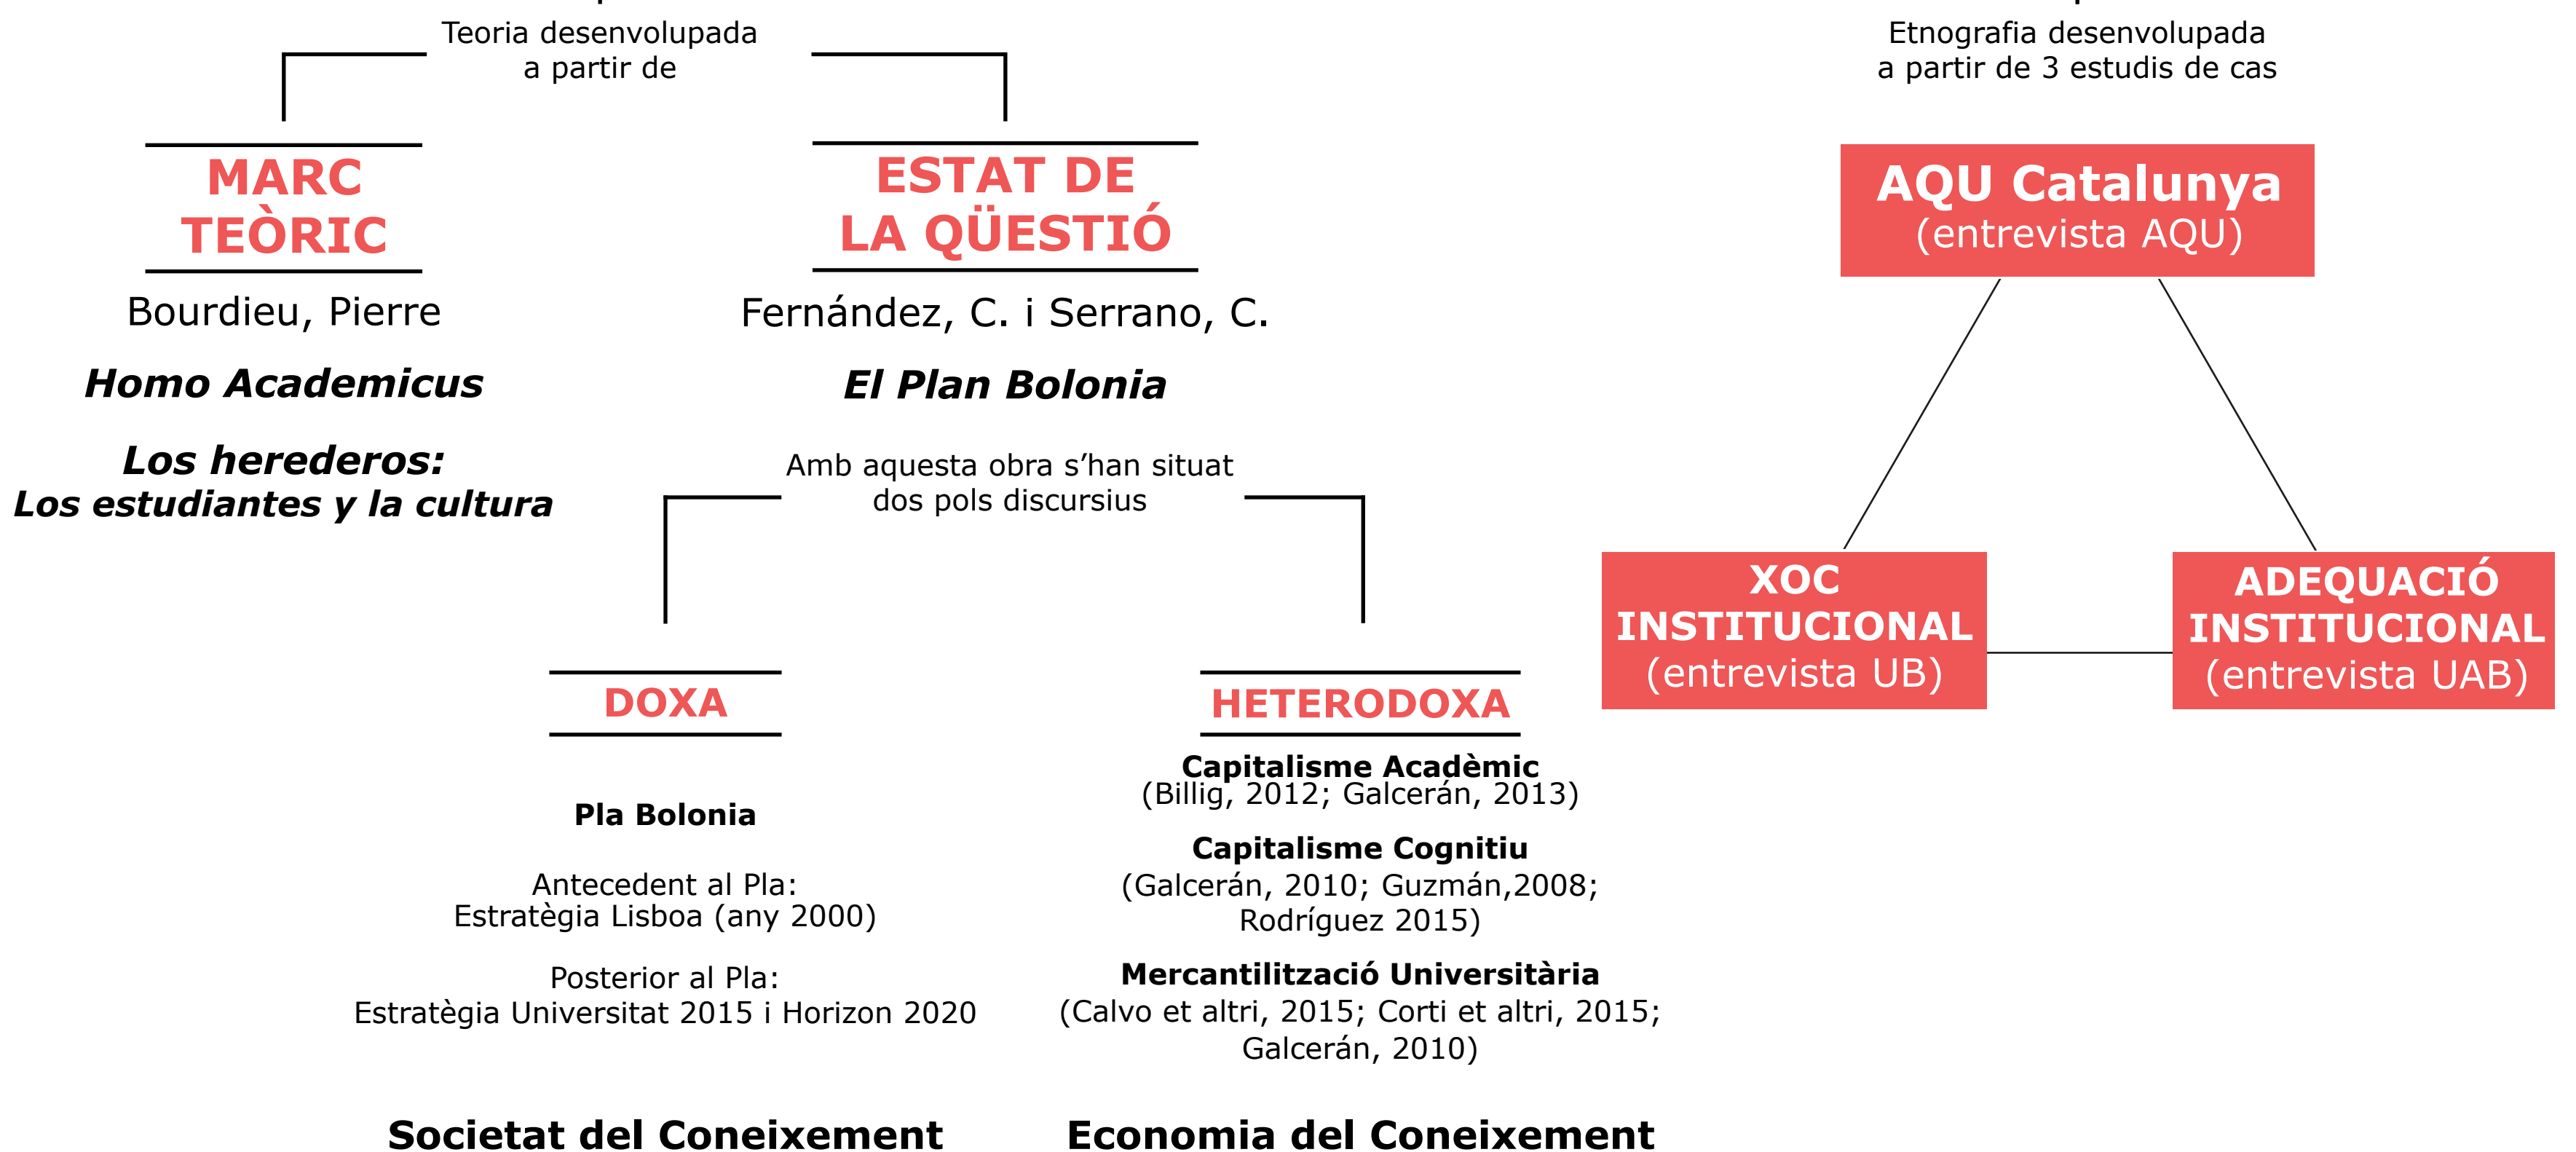 Teoria desenvolupada
a partir de
MARC
TEÒRIC
Bourdieu, Pierre
Homo Academicus
Los herederos:
Los estudiantes y la cultura
ESTAT DE
LA QÜESTIÓ
Fernández, C. i Serrano, C.
El Plan Bolonia
Amb aquesta obra s’han situat
dos pols discursius
DOXA
Pla Bolonia
Antecedent al Pla:
Estratègia Lisboa (any 2000)
Posterior al Pla:
Estratègia Universitat 2015 i Horizon 2020
Societat del Coneixement
HETERODOXA
Capitalisme Acadèmic
(Billig, 2012; Galcerán, 2013)
Capitalisme Cognitiu
(Galcerán, 2010; Guzmán,2008;
Rodríguez 2015)
Mercantilització Universitària
(Calvo et altri, 2015; Corti et altri, 2015;
Galcerán, 2010)
Economia del Coneixement
Etnografia desenvolupada
a partir de 3 estudis de cas
AQU Catalunya
(entrevista AQU)
XOC
INSTITUCIONAL
(entrevista UB)
ADEQUACIÓ
INSTITUCIONAL
(entrevista UAB)